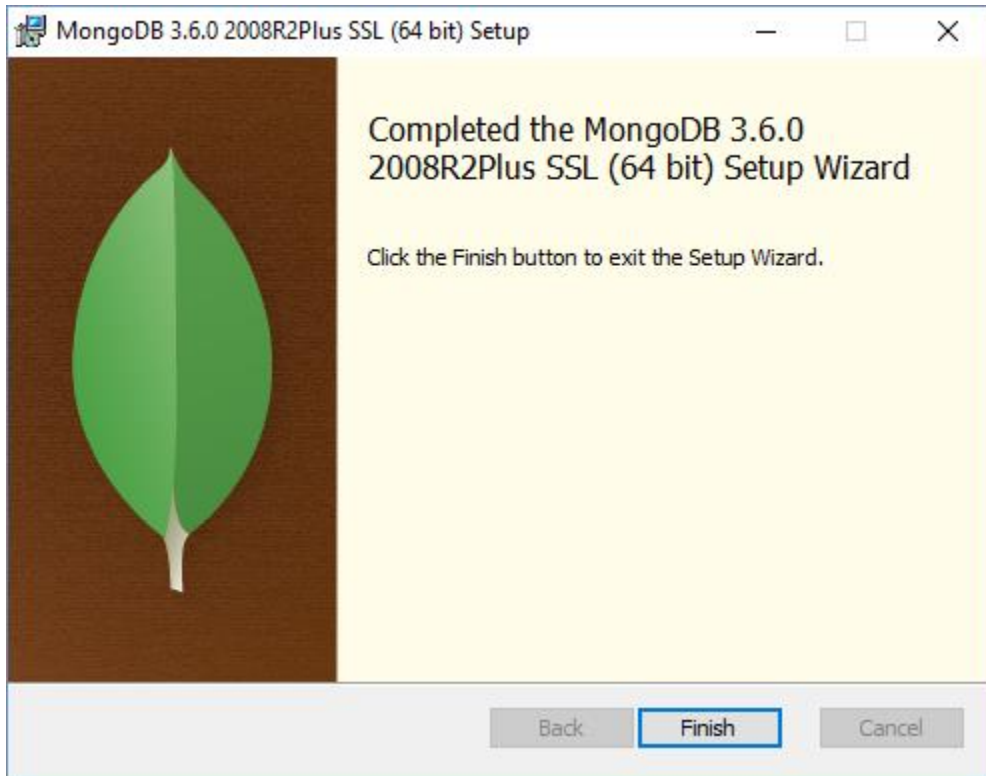 MongoDB 3.6.0 2008R2Plus SSL (64 bit) Setup
Completed the MongoDB 3.6.0
2008R2Plus SSL (64 bit) Setup Wizard
Click the Finish button to exit the Setup Wizard.
Back
Finish
Cancel